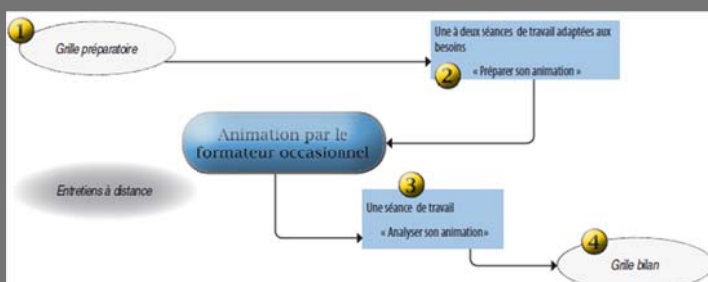 1
Grille préparatoire
Une à deux séances de travail adaptées aux
besoins
2
« Préparer son animation »
Animation par le
formateur occasionnel
Entretiens à distance
3
Une séance de travail
« Analyser son animation»
4
Grille bilan